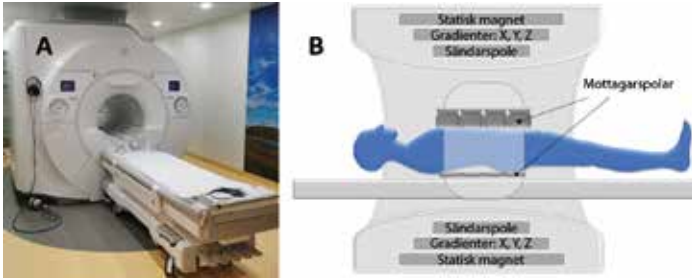 A
B
Statisk magnet
Gradienter: X, Y, Z
Sändarspole
Mottagarspolar
Sändarspole
Gradienter: X, Y, Z
Statisk magnet